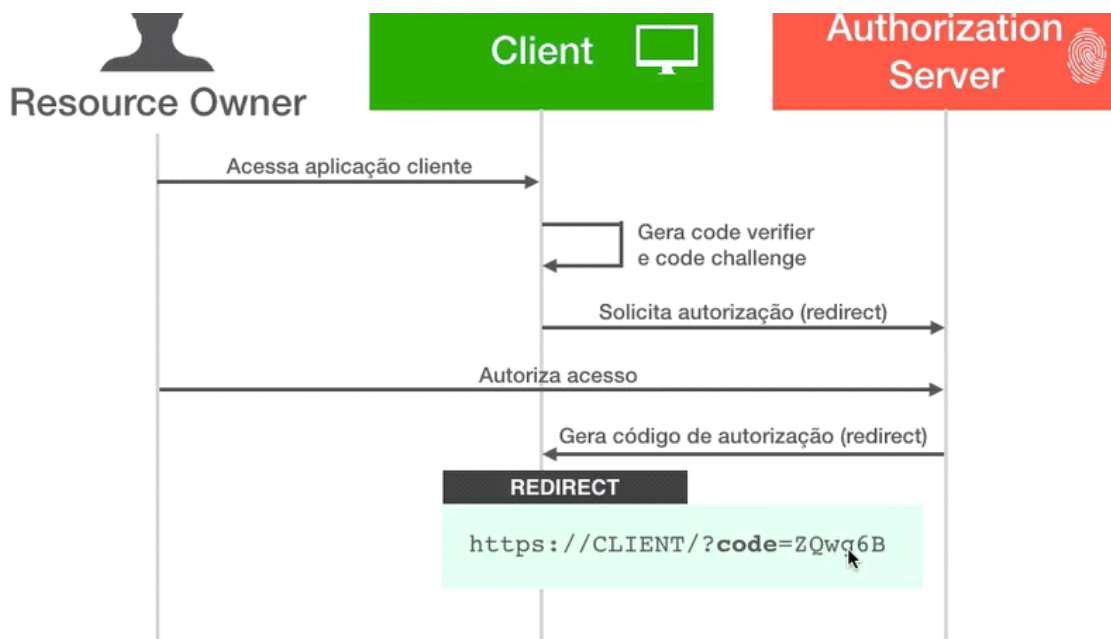 Resource Owner
Client
Authorization
Server
Acessa aplicação cliente
Gera code verifier
e code challenge
Solicita autorização (redirect)
Autoriza acesso
Gera código de autorização (redirect)
REDIRECT
https://CLIENT/?code=ZQwg6B